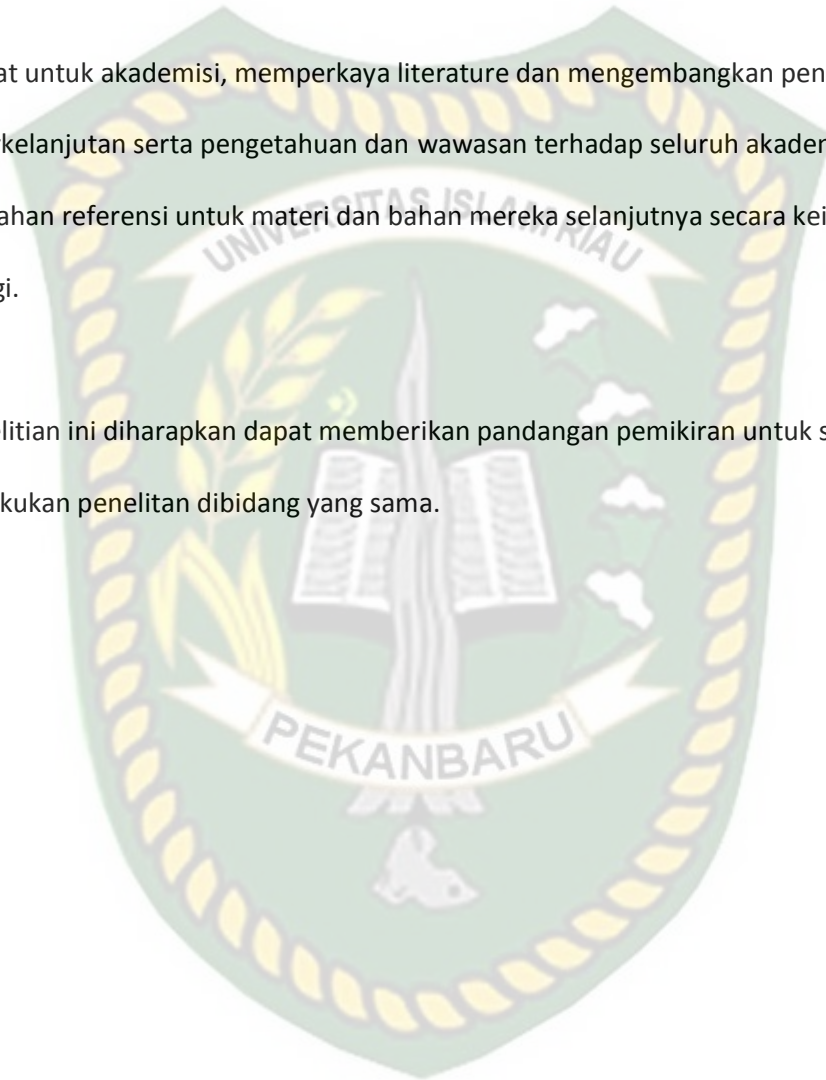 at untuk akademisi, memperkaya literature dan mengembangkan pen
kelanjutan serta pengetahuan dan wawasan terhadap seluruh akader
ahan referensi untuk materi dan bahan mereka selanjutnya secara kei
gi.
UNIVERSITAS ISLAM RIAU
elitian ini diharapkan dapat memberikan pandangan pemikiran untuk s
kukan penelitan dibidang yang sama.
PEKANBARU